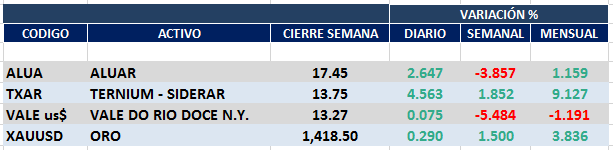 VARIACIÓN %
CODIGO ACTIVO CIERRE SEMANA DIARIO SEMANAL MENSUAL
ALUA ALUAR 17.45 2.647 -3.857 1.159
TXAR TERNIUM - SIDERAR 13.75 4.563 1.852 9.127
VALE us$ VALE DO RIO DOCE N.Y. 13.27 0.075 -5.484 -1.191
XAUUSD ORO 1,418.50 0.290 1.500 3.836